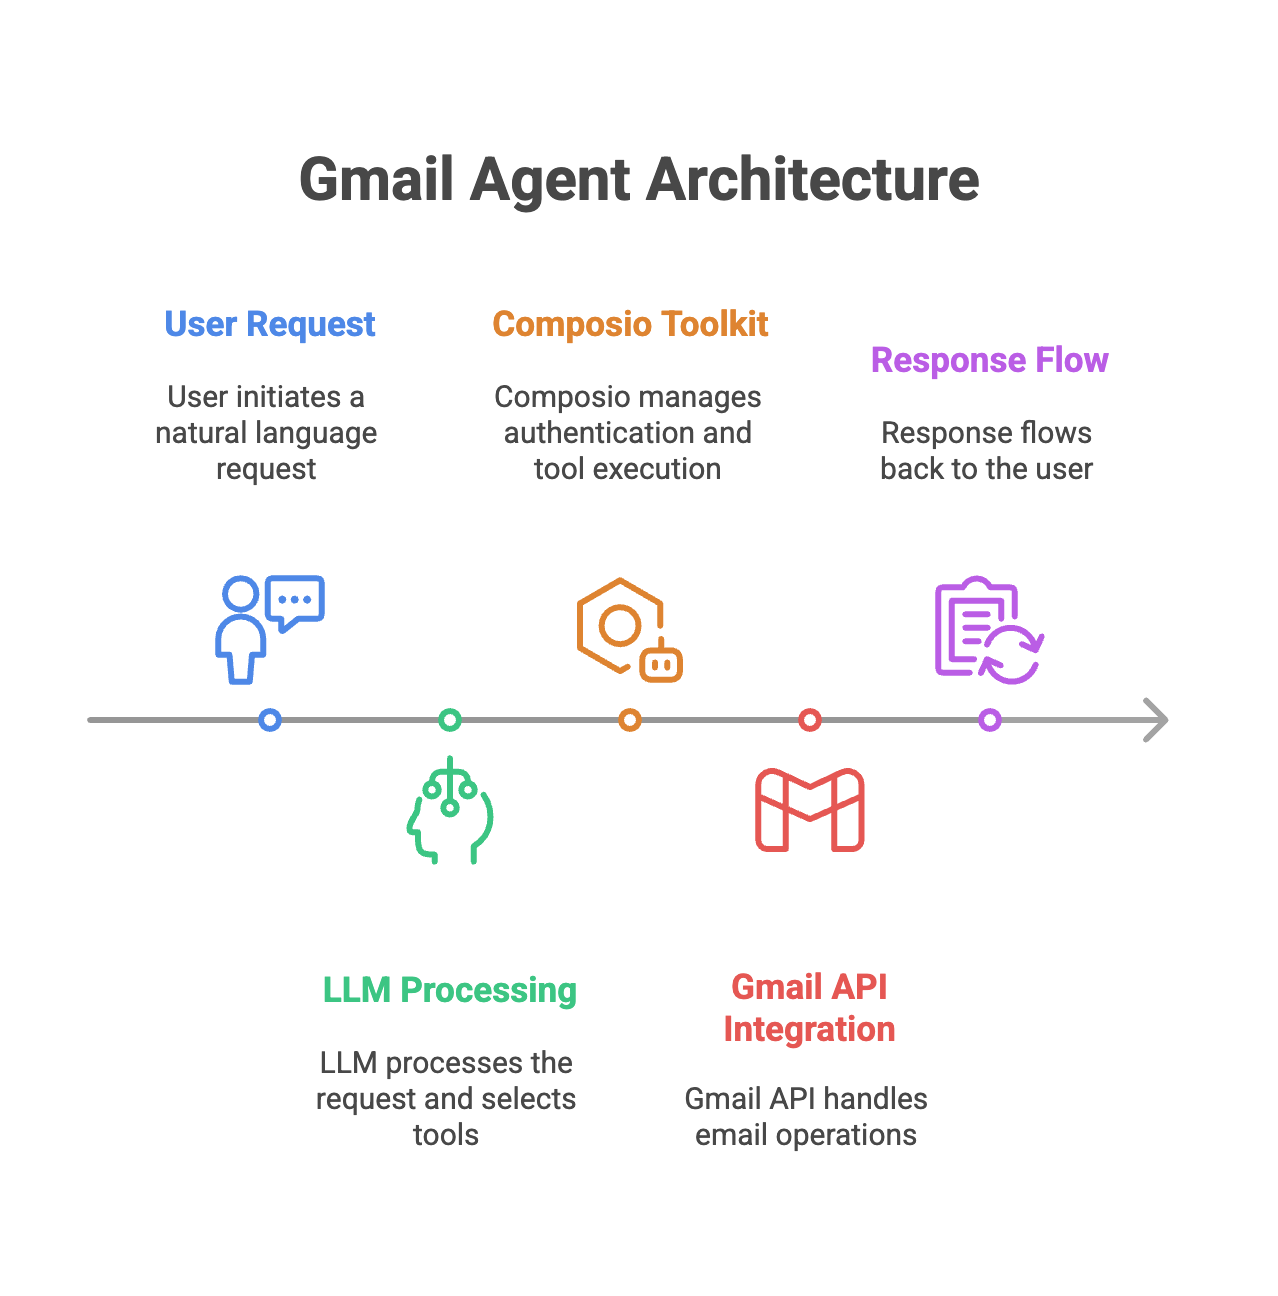 Gmail Agent Architecture
User Request
User initiates a
natural language
request
LLM Processing
LLM processes the
request and selects
tools
Composio Toolkit
Composio manages
authentication and
tool execution
Gmail API
Integration
Gmail API handles
email operations
Response Flow
Response flows
back to the user